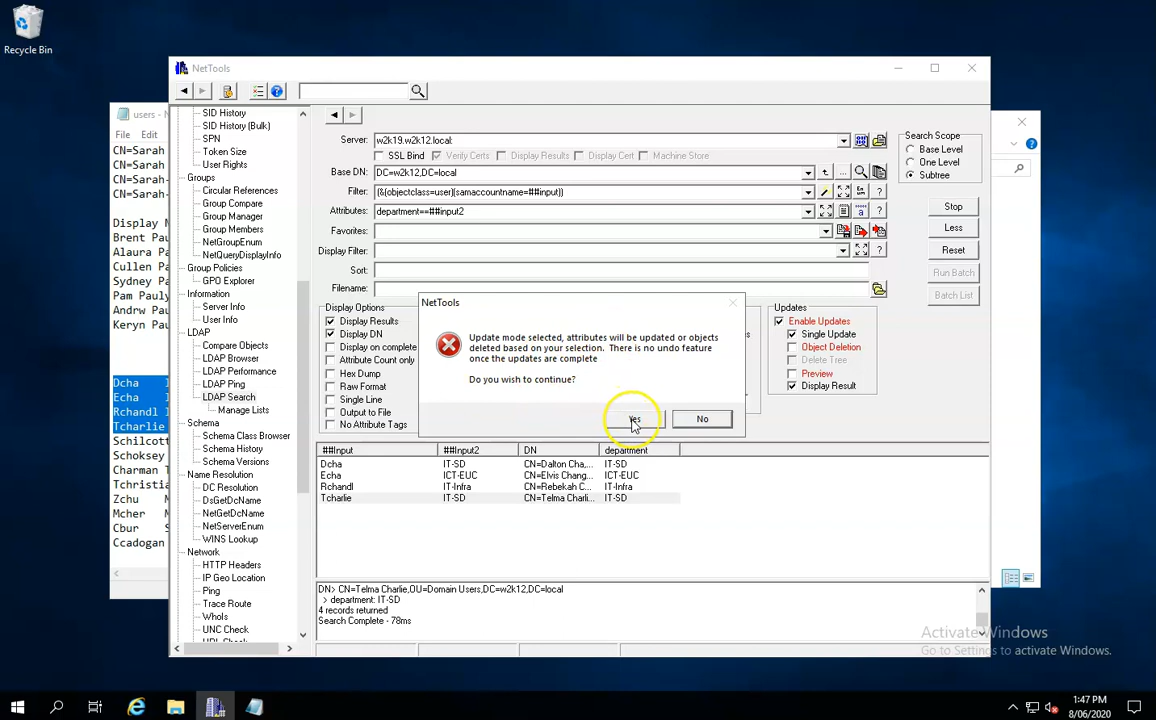 Recycle Bin
NetTools
users - N
File Edit
CN=Sarah
CN=Sarah-
CN=Sarah-
CN=Sarah-
Display N
Brent Pau
Alaura Pa
Cullen Pa
Sydney Pa
Pam Pauly
Andrew Pa
Keryn Pau
Dcha I
Echa I
Rchandl I
Tcharlie
Schilcott
Schoksey
Charman T
Tchristia
Zchu M
Mcher M
Cbur S
Ccadogan
SID History
SID History (Bulk)
SPN
Token Size
User Rights
Groups
Circular References
Group Compare
Group Manager
Group Members
NetGroupEnum
NetQueryDisplayInfo
Group Policies
GPO Explorer
Information
Server Info
User Info
LDAP
Compare Objects
LDAP Browser
LDAP Performance
LDAP Ping
LDAP Search
Manage Lists
Schema
Schema Class Browser
Schema History
Schema Versions
Name Resolution
DC Resolution
DsGetDcName
NetGetDcName
NetServerEnum
WINS Lookup
Network
HTTP Headers
IP Geo Location
Ping
Trace Route
WhoIs
UNC Check
URL Check
Server: w2k19.w2k12.local:
SSL Bind Verify Certs Display Results Display Cert Machine Store
Base DN: DC=w2k12,DC=local
Filter: (&(objectclass=user)(samaccountname=##input))
Attributes: department==##input2
Favorites:
Display Filter:
Sort:
Filename:
Search Scope
Base Level
One Level
Subtree
Stop
Less
Reset
Run Batch
Batch List
Display Options
Display Results
Display DN
Display on complete
Attribute Count only
Hex Dump
Raw Format
Single Line
Output to File
No Attribute Tags
Updates
Enable Updates
Single Update
Object Deletion
Delete Tree
Preview
Display Result
NetTools
Update mode selected, attributes will be updated or objects
deleted based on your selection. There is no undo feature
once the updates are complete
Do you wish to continue?
Yes No
##Input ##Input2 DN department
Dcha IT-SD CN=Dalton Cha,... IT-SD
Echa ICT-EUC CN=Elvis Chang... ICT-EUC
Rchandl IT-Infra CN=Rebekah C... IT-Infra
Tcharlie IT-SD CN=Telma Charli... IT-SD
DN> CN=Telma Charlie,OU=Domain Users,DC=w2k12,DC=local
> department: IT-SD
4 records returned
Search Complete - 78ms
Activate Windows
Go to Settings to activate Windows.
1:47 PM
8/06/2020